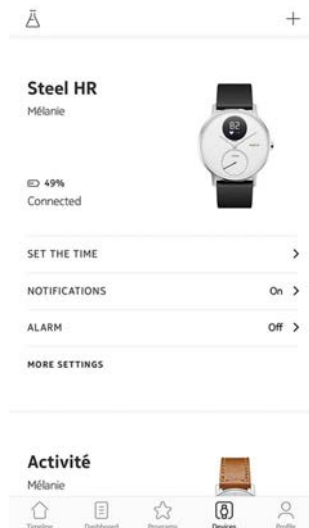 Steel HR
Mélanie
82
49%
Connected
SET THE TIME
NOTIFICATIONS On
ALARM Off
MORE SETTINGS
Activité
Mélanie
Timeline Dashboard Programs Devices Profile